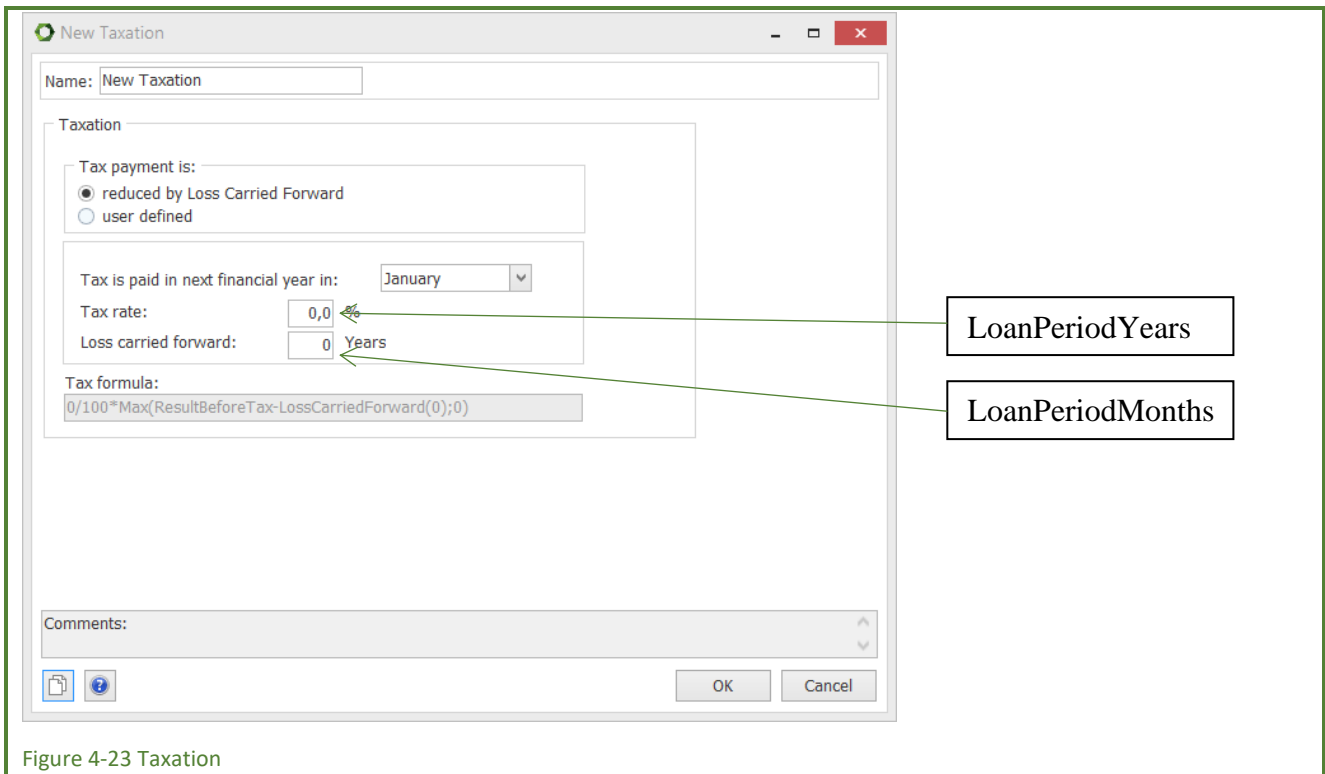 New Taxation
Name: New Taxation
Taxation
Tax payment is:
reduced by Loss Carried Forward
user defined
Tax is paid in next financial year in: January
Tax rate: 0,0 %
Loss carried forward: 0 Years
Tax formula:
0/100*Max(ResultBeforeTax-LossCarriedForward(0);0)
LoanPeriodYears
LoanPeriodMonths
Comments:
OK Cancel
Figure 4-23 Taxation